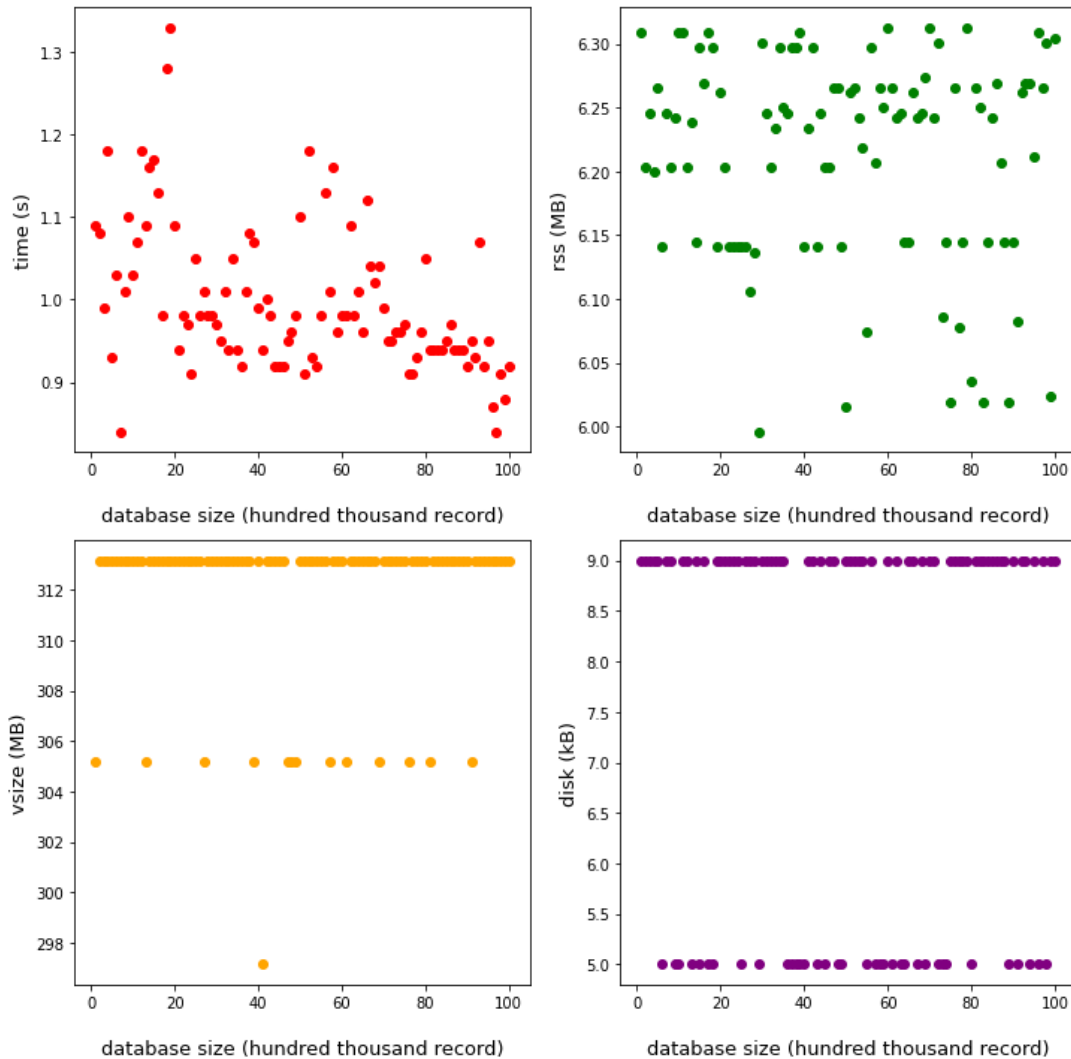 time (s)
1.3
1.2
1.1
1.0
0.9
0 20 40 60 80 100
database size (hundred thousand record)
rss (MB)
6.30
6.25
6.20
6.15
6.10
6.05
6.00
0 20 40 60 80 100
database size (hundred thousand record)
vsize (MB)
312
310
308
306
304
302
300
298
0 20 40 60 80 100
database size (hundred thousand record)
disk (kB)
9.0
8.5
8.0
7.5
7.0
6.5
6.0
5.5
5.0
0 20 40 60 80 100
database size (hundred thousand record)